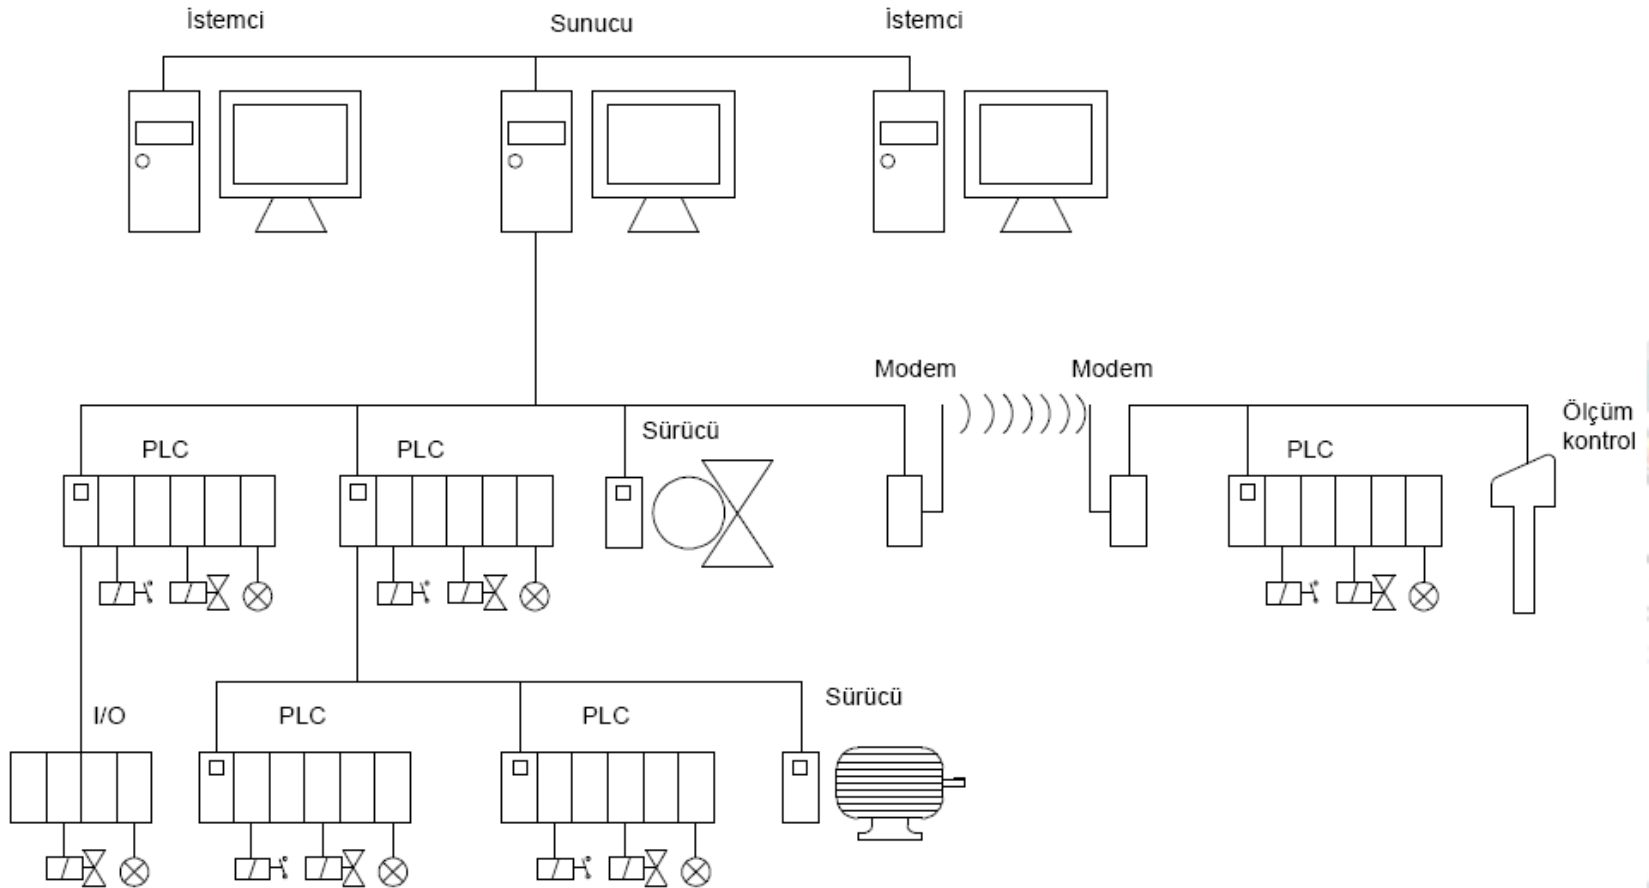 İstemci
Sunucu
İstemci
Modem
Modem
Ölçüm
kontrol
Sürücü
PLC
PLC
PLC
Sürücü
I/O
PLC
PLC